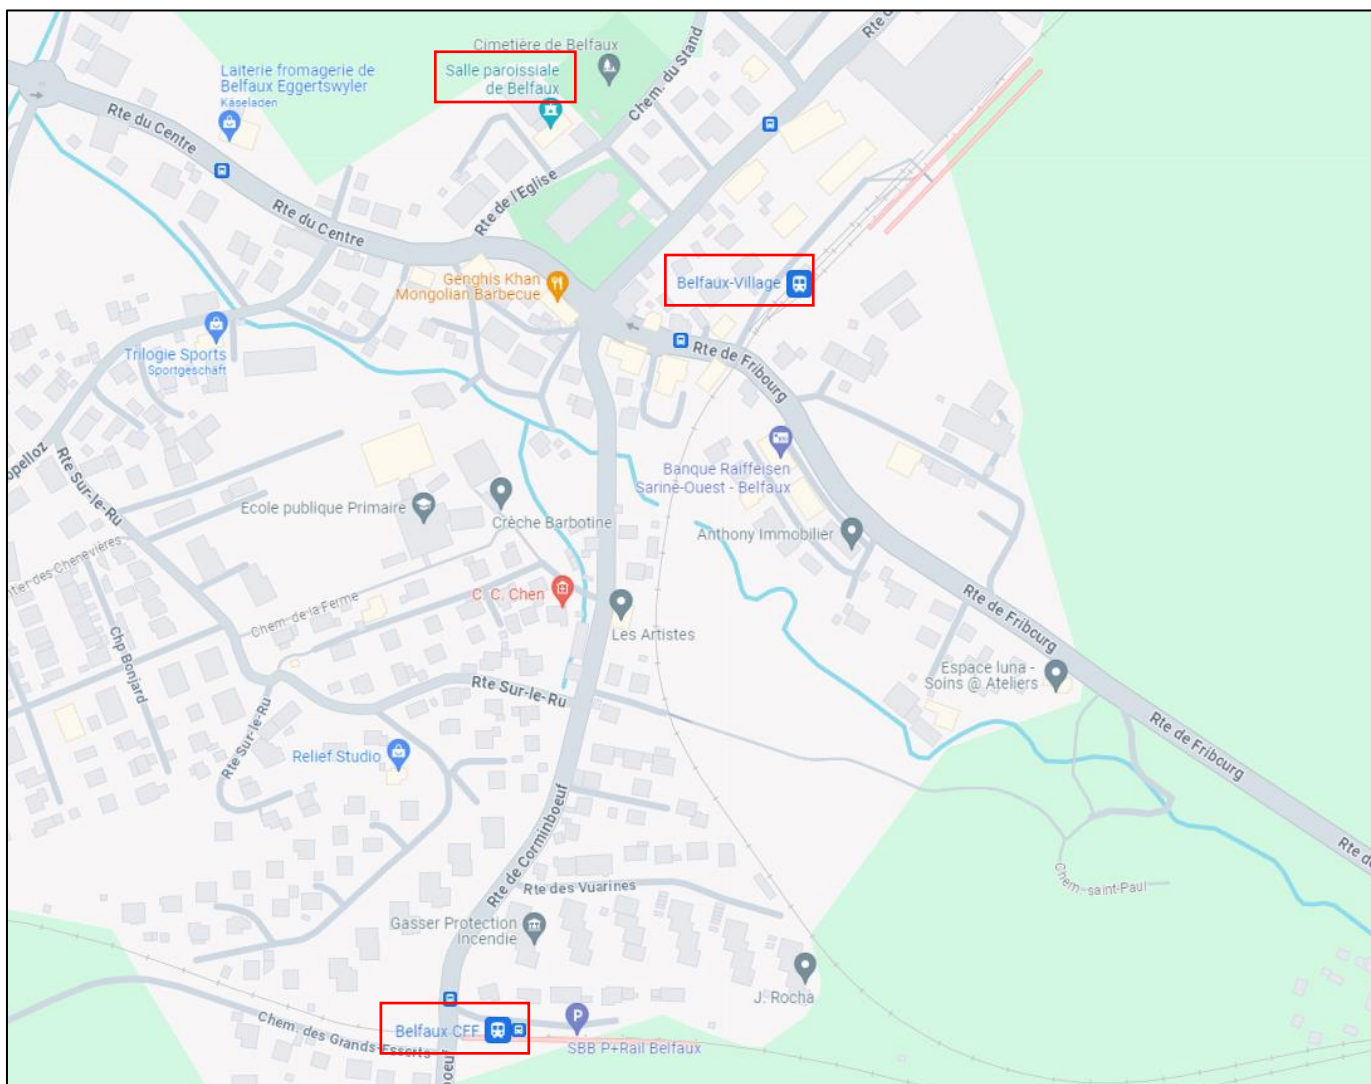 Cimetière de Belfaux
Salle paroissiale
de Belfaux
Laiterie fromagerie de
Belfaux Eggertswyler
Käseladen
Chem. du Stand
Rte du Centre
Rte de l'Eglise
Rte du Centre
Belfaux-Village
Genghis Khan
Mongolian Barbecue
Rte de Fribourg
Trilogie Sports
Sportgeschäft
Rte Sur-le-Ru
Banque Raiffeisen
Sarine-Ouest - Belfaux
Ecole publique Primaire
Crèche Barbotine
Anthony Immobilier
C. C. Chen
Chem. de la Ferme
Les Artistes
Rte de Fribourg
Chp Bonjard
Espace luna -
Soins @ Ateliers
Rte Sur-le-Ru
Rte Sur-le-Ru
Rte de Fribourg
Relief Studio
Rte de Corminboeuf
Chem. saint-Paul
Rte des Vuarines
Gasser Protection
Incendie
J. Rocha
Belfaux CFF
Chem. des Grands-Esserts
P
SBB P+Rail Belfaux